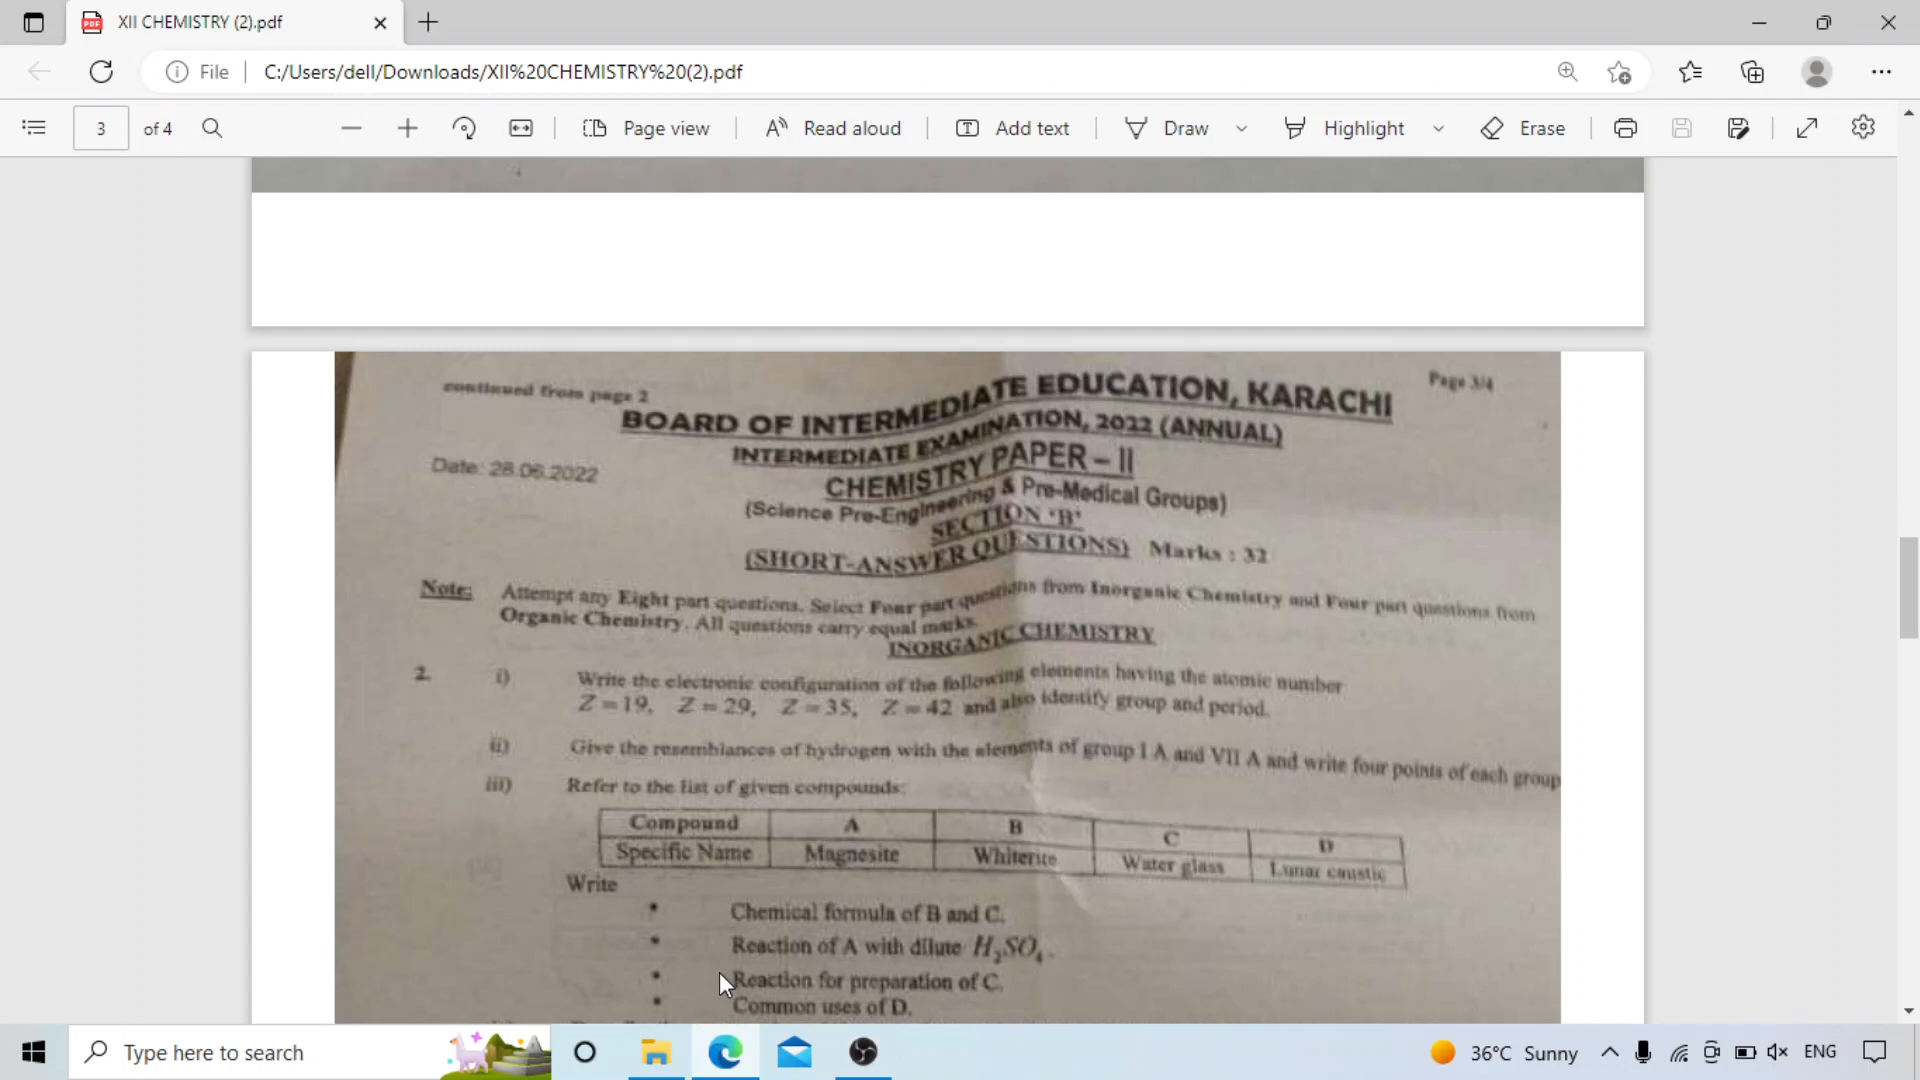 XII CHEMISTRY (2).pdf
File
C:/Users/dell/Downloads/XII%20CHEMISTRY%20(2).pdf
3 of 4
Page view
Read aloud
Add text
Draw
Highlight
Erase
continued from page 2
Page 3/4
BOARD OF INTERMEDIATE EDUCATION, KARACHI
INTERMEDIATE EXAMINATION, 2022 (ANNUAL)
Date: 28.06.2022
CHEMISTRY PAPER – II
(Science Pre-Engineering & Pre-Medical Groups)
SECTION 'B'
(SHORT-ANSWER QUESTIONS) Marks : 32
Note: Attempt any Eight part questions. Select Four part questions from Inorganic Chemistry and Four part questions from
Organic Chemistry. All questions carry equal marks.
INORGANIC CHEMISTRY
2. i) Write the electronic configuration of the following elements having the atomic number
Z = 19, Z = 29, Z = 35, Z = 42 and also identify group and period.
ii) Give the resemblances of hydrogen with the elements of group I A and VII A and write four points of each group
iii) Refer to the list of given compounds:
Compound A B C D
Specific Name Magnesite Whiterite Water glass Lunar caustic
Write
• Chemical formula of B and C.
• Reaction of A with dilute H₂SO₄.
• Reaction for preparation of C.
• Common uses of D.
Type here to search
36°C Sunny
ENG